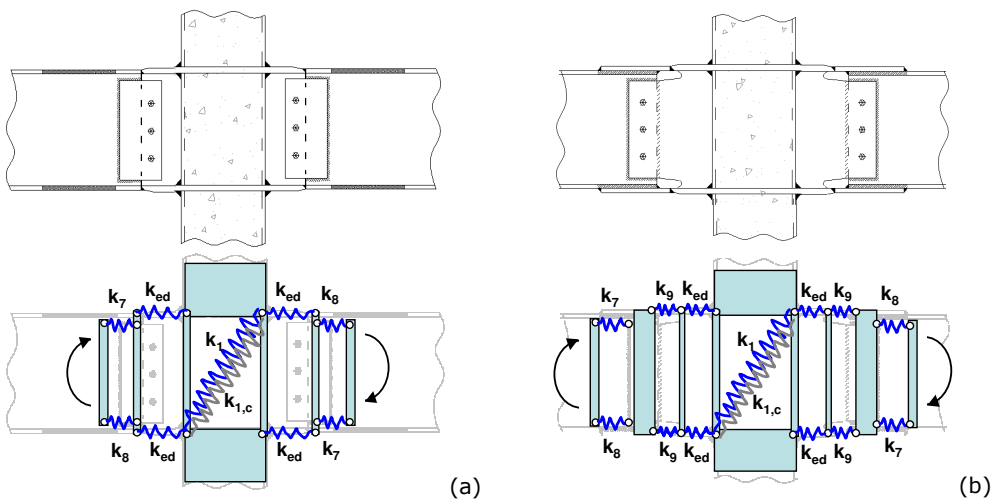 k7 ked ked k8
k1
k1,c
k8 ked ked k7
(a)
k7 k9 ked ked k9 k8
k1
k1,c
k8 k9 ked ked k9 k7
(b)